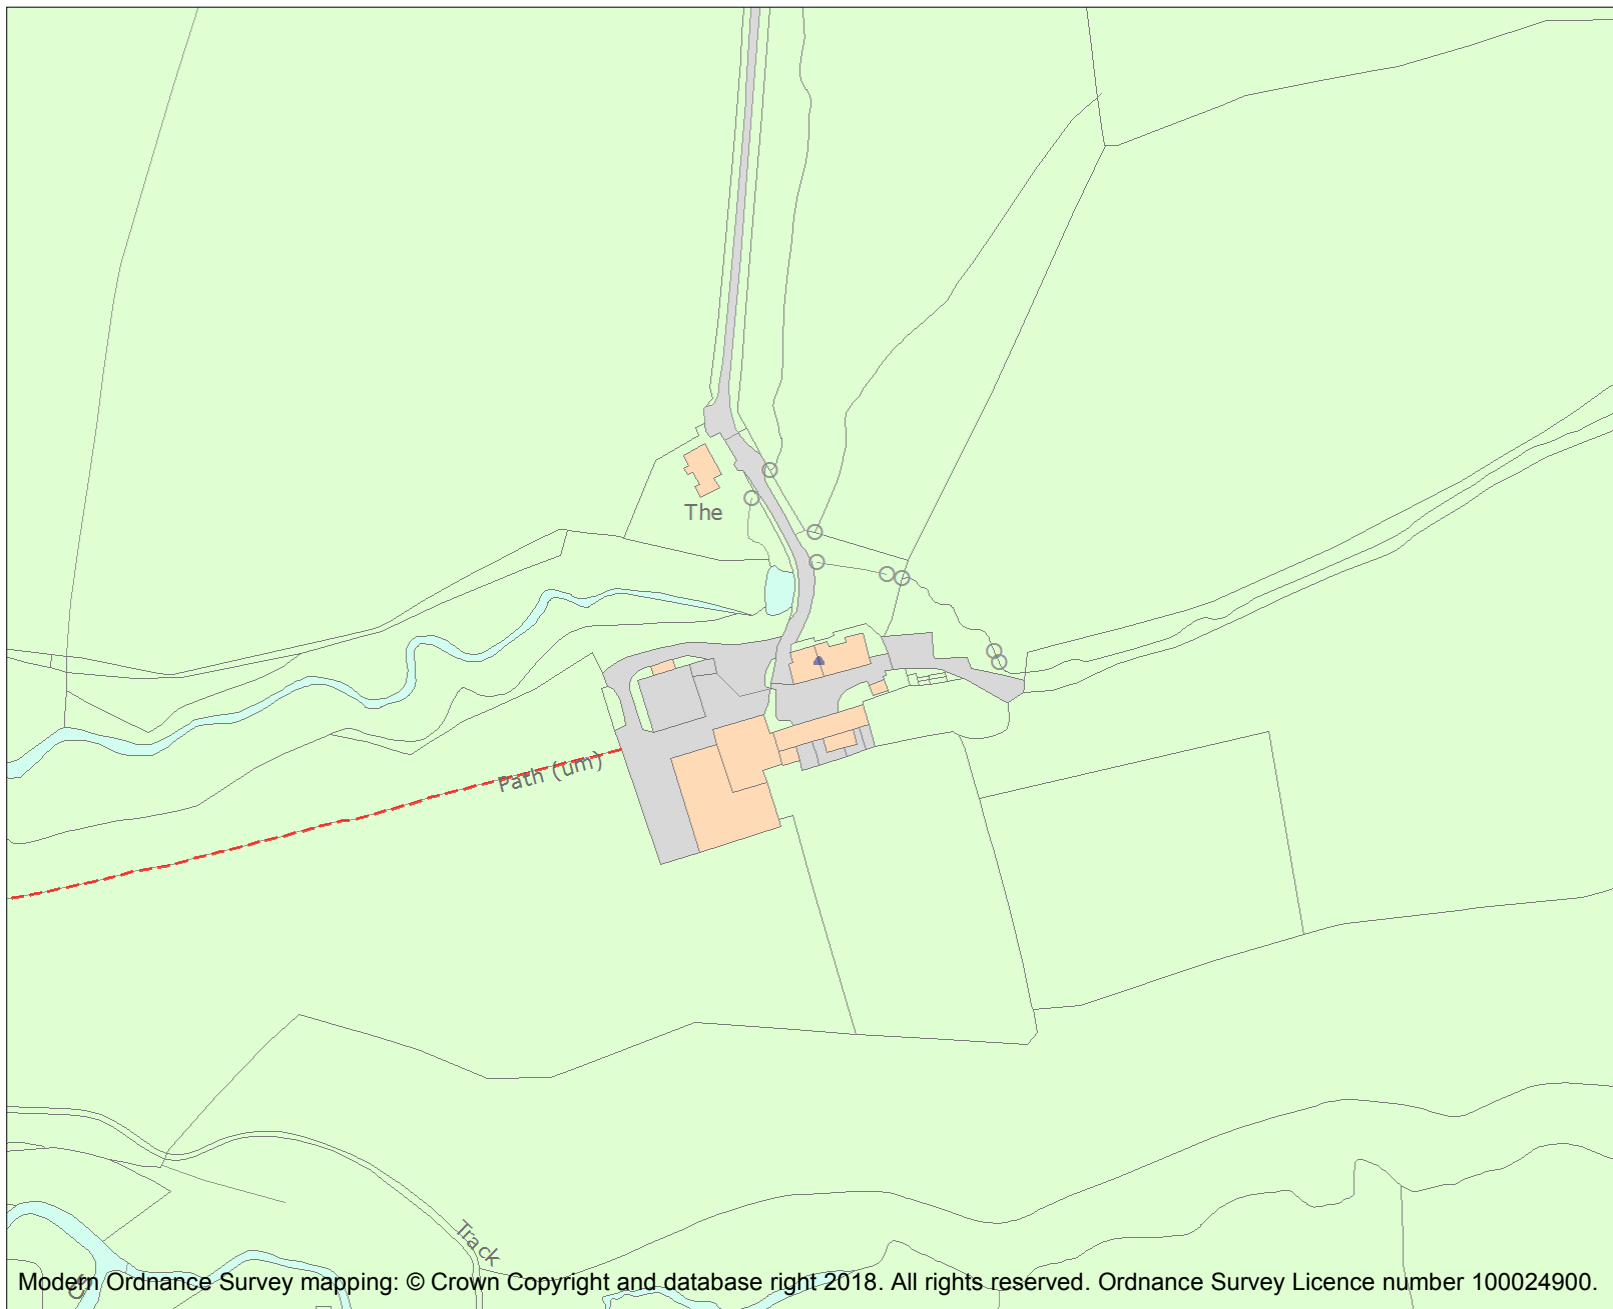 The
Path (um)
Track
Modern Ordnance Survey mapping: © Crown Copyright and database right 2018. All rights reserved. Ordnance Survey Licence number 100024900.